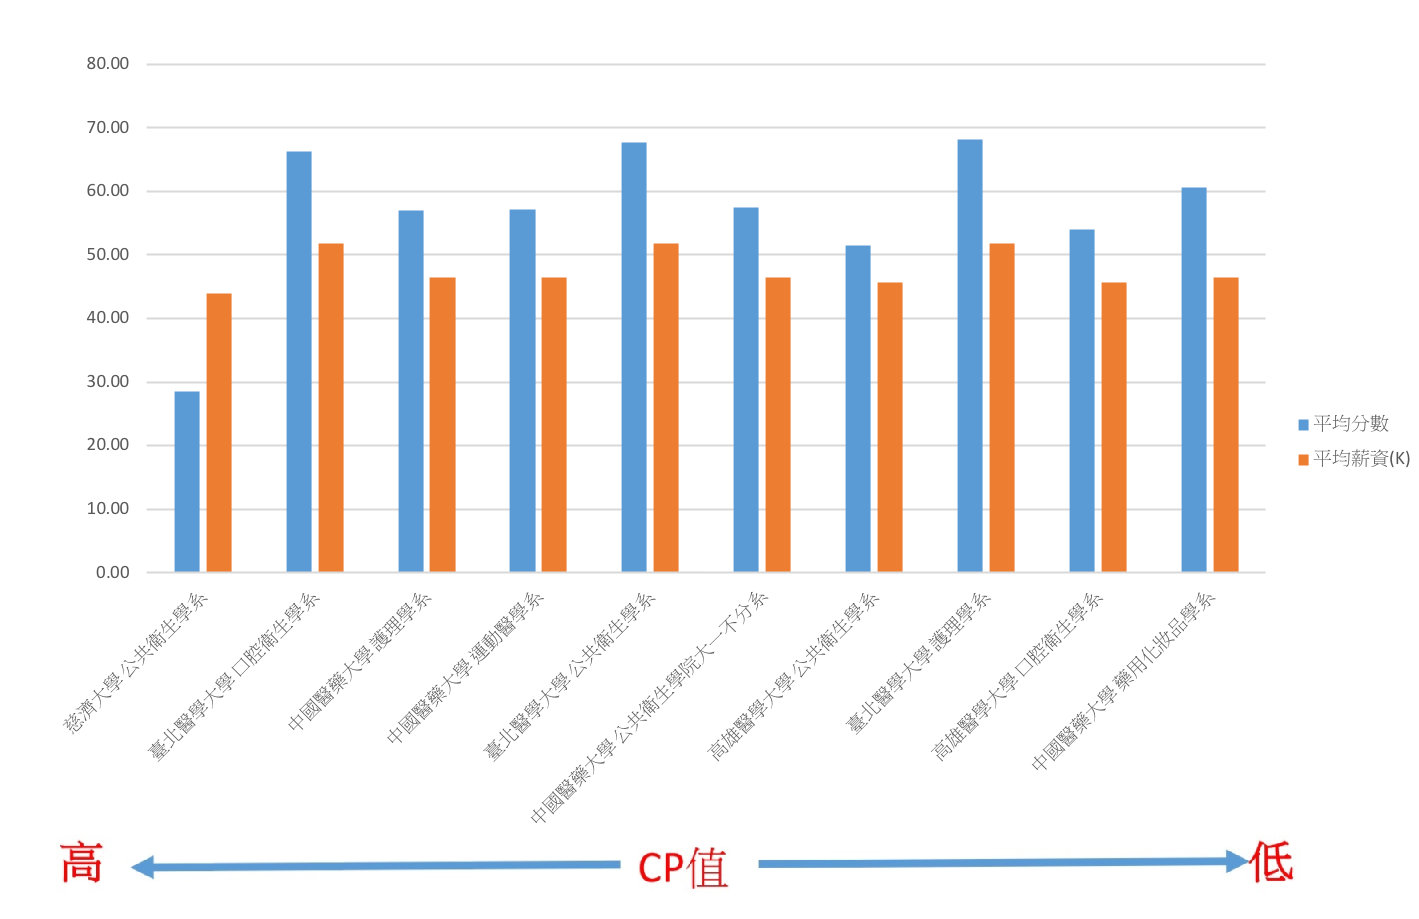 80.00
70.00
60.00
50.00
40.00
30.00
20.00
10.00
0.00
平均分數
平均薪資(K)
慈濟大學 公共衛生學系
臺北醫學大學 口腔衛生學系
中國醫藥大學 護理學系
中國醫藥大學 運動醫學系
臺北醫學大學 公共衛生學系
中國醫藥大學 公共衛生學院大一不分系
高雄醫學大學 公共衛生學系
臺北醫學大學 護理學系
高雄醫學大學 口腔衛生學系
中國醫藥大學 藥用化妝品學系
高 CP值 低